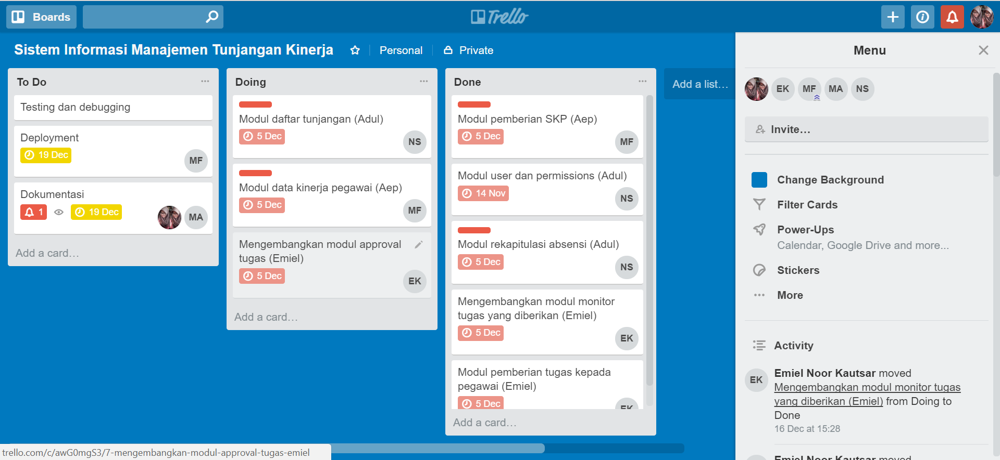 Boards
Trello
Sistem Informasi Manajemen Tunjangan Kinerja
Personal
Private
To Do
Testing dan debugging
Deployment
19 Dec
MF
Dokumentasi
1
19 Dec
MA
Add a card…
Doing
Modul daftar tunjangan (Adul)
5 Dec
NS
Modul data kinerja pegawai (Aep)
5 Dec
MF
Mengembangkan modul approval
tugas (Emiel)
5 Dec
EK
Add a card…
Done
Modul pemberian SKP (Aep)
5 Dec
MF
Modul user dan permissions (Adul)
14 Nov
NS
Modul rekapitulasi absensi (Adul)
5 Dec
NS
Mengembangkan modul monitor
tugas yang diberikan (Emiel)
5 Dec
EK
Modul pemberian tugas kepada
pegawai (Emiel)
5 Dec
EK
Add a card…
Add a list…
Menu
EK MF MA NS
Invite…
Change Background
Filter Cards
Power-Ups
Calendar, Google Drive and more...
Stickers
More
Activity
EK
Emiel Noor Kautsar moved
Mengembangkan modul monitor tugas
yang diberikan (Emiel) from Doing to
Done
16 Dec at 15:28
Emiel Noor Kautsar moved
trello.com/c/awG0mgS3/7-mengembangkan-modul-approval-tugas-emiel